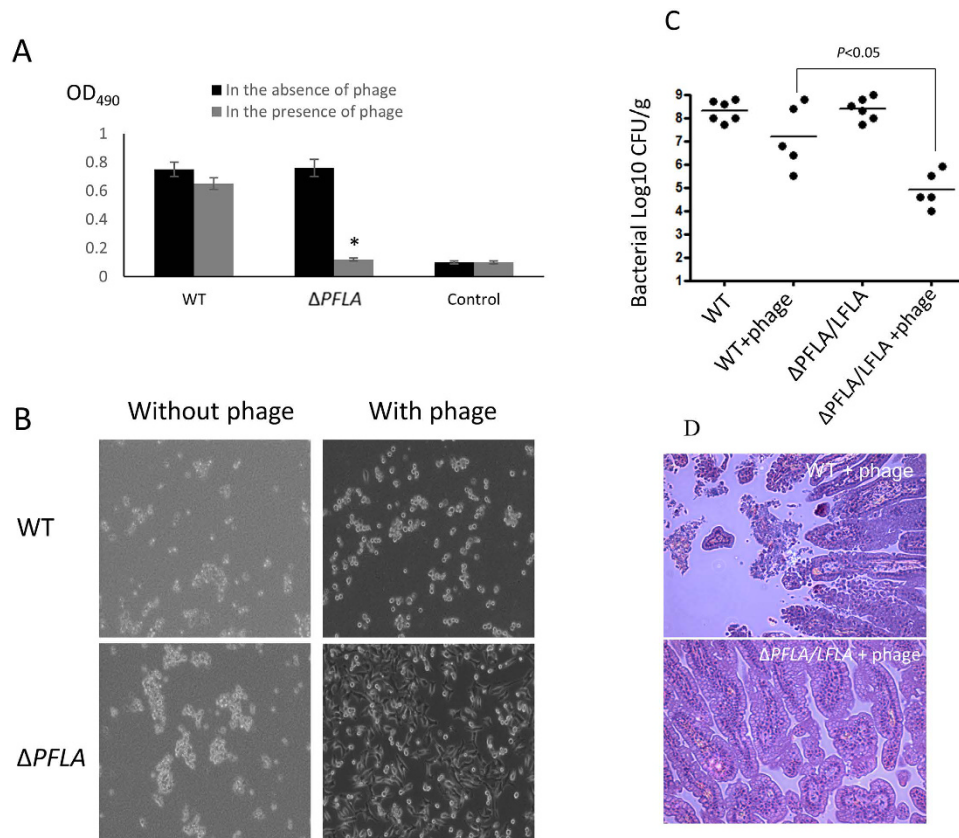 A
OD490
In the absence of phage
In the presence of phage
1
0.8
0.6
0.4
0.2
0
*
WT
ΔPFLA
Control
B
Without phage
With phage
WT
ΔPFLA
C
P<0.05
Bacterial Log10 CFU/g
9
8
7
6
5
4
3
2
1
WT
WT+phage
ΔPFLA/LFLA
ΔPFLA/LFLA +phage
D
WT + phage
ΔPFLA/LFLA + phage